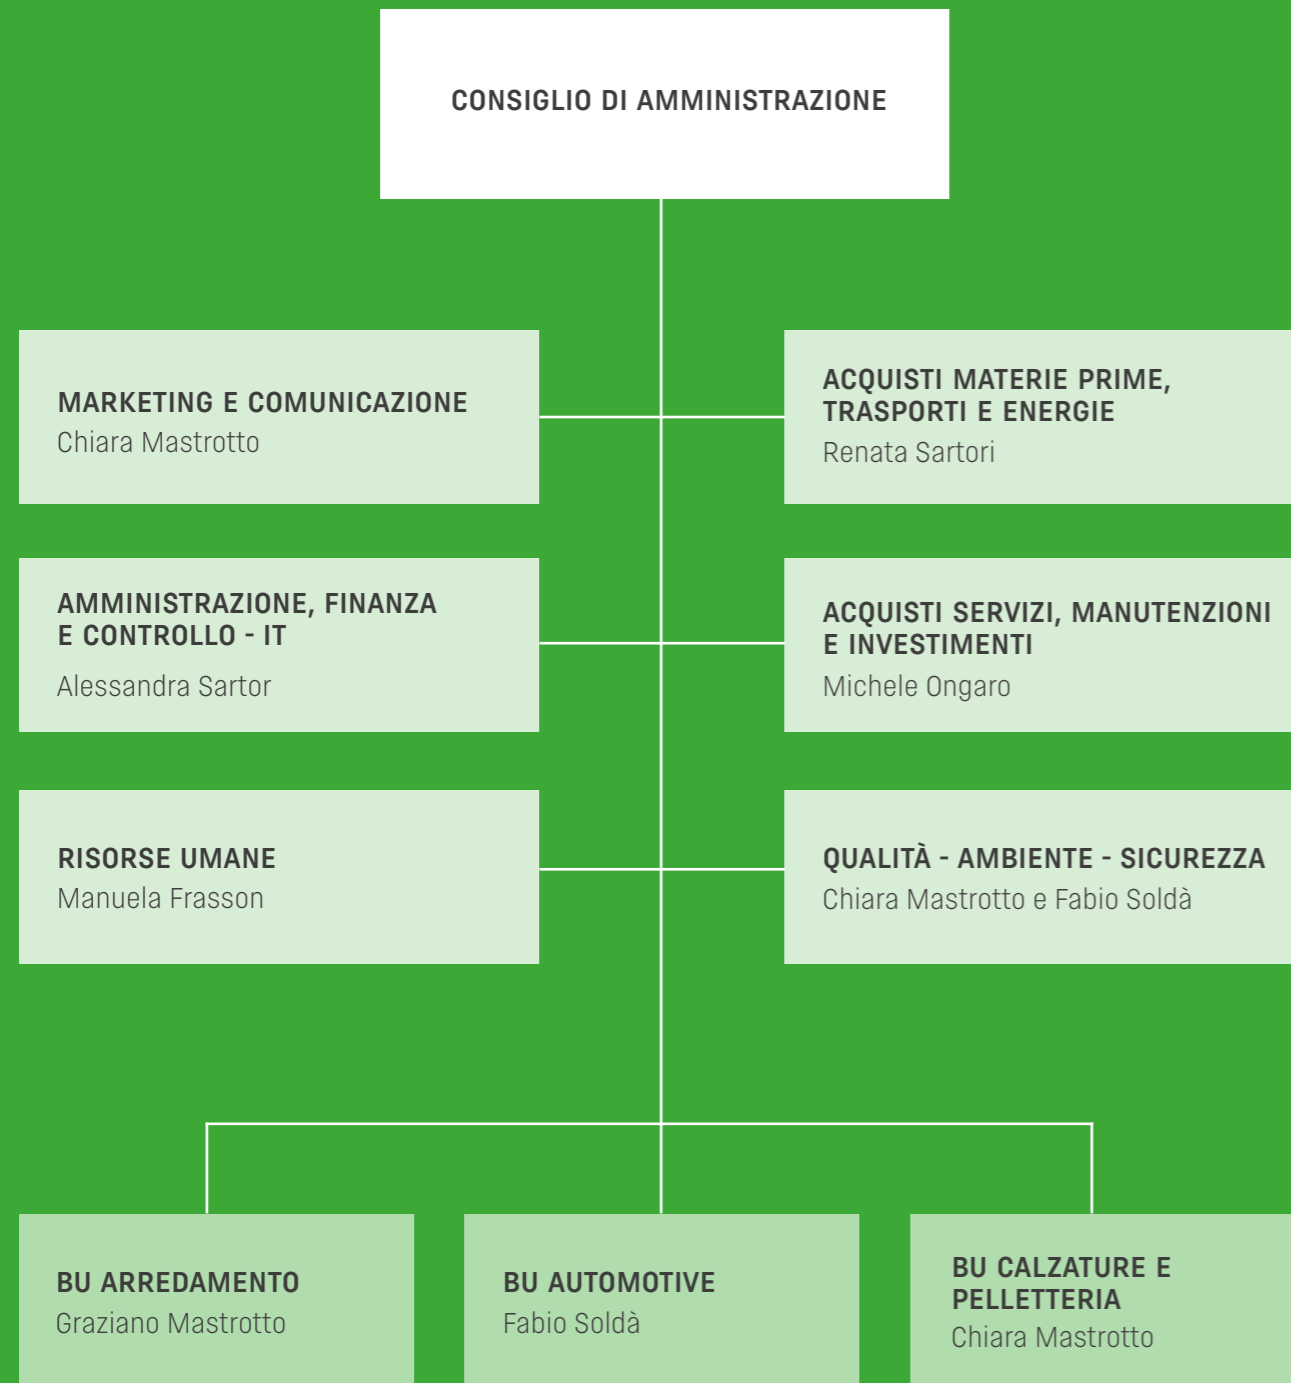 CONSIGLIO DI AMMINISTRAZIONE
MARKETING E COMUNICAZIONE
Chiara Mastrotto
ACQUISTI MATERIE PRIME,
TRASPORTI E ENERGIE
Renata Sartori
AMMINISTRAZIONE, FINANZA
E CONTROLLO - IT
Alessandra Sartor
ACQUISTI SERVIZI, MANUTENZIONI
E INVESTIMENTI
Michele Ongaro
RISORSE UMANE
Manuela Frasson
QUALITÀ - AMBIENTE - SICUREZZA
Chiara Mastrotto e Fabio Soldà
BU ARREDAMENTO
Graziano Mastrotto
BU AUTOMOTIVE
Fabio Soldà
BU CALZATURE E
PELLETTERIA
Chiara Mastrotto